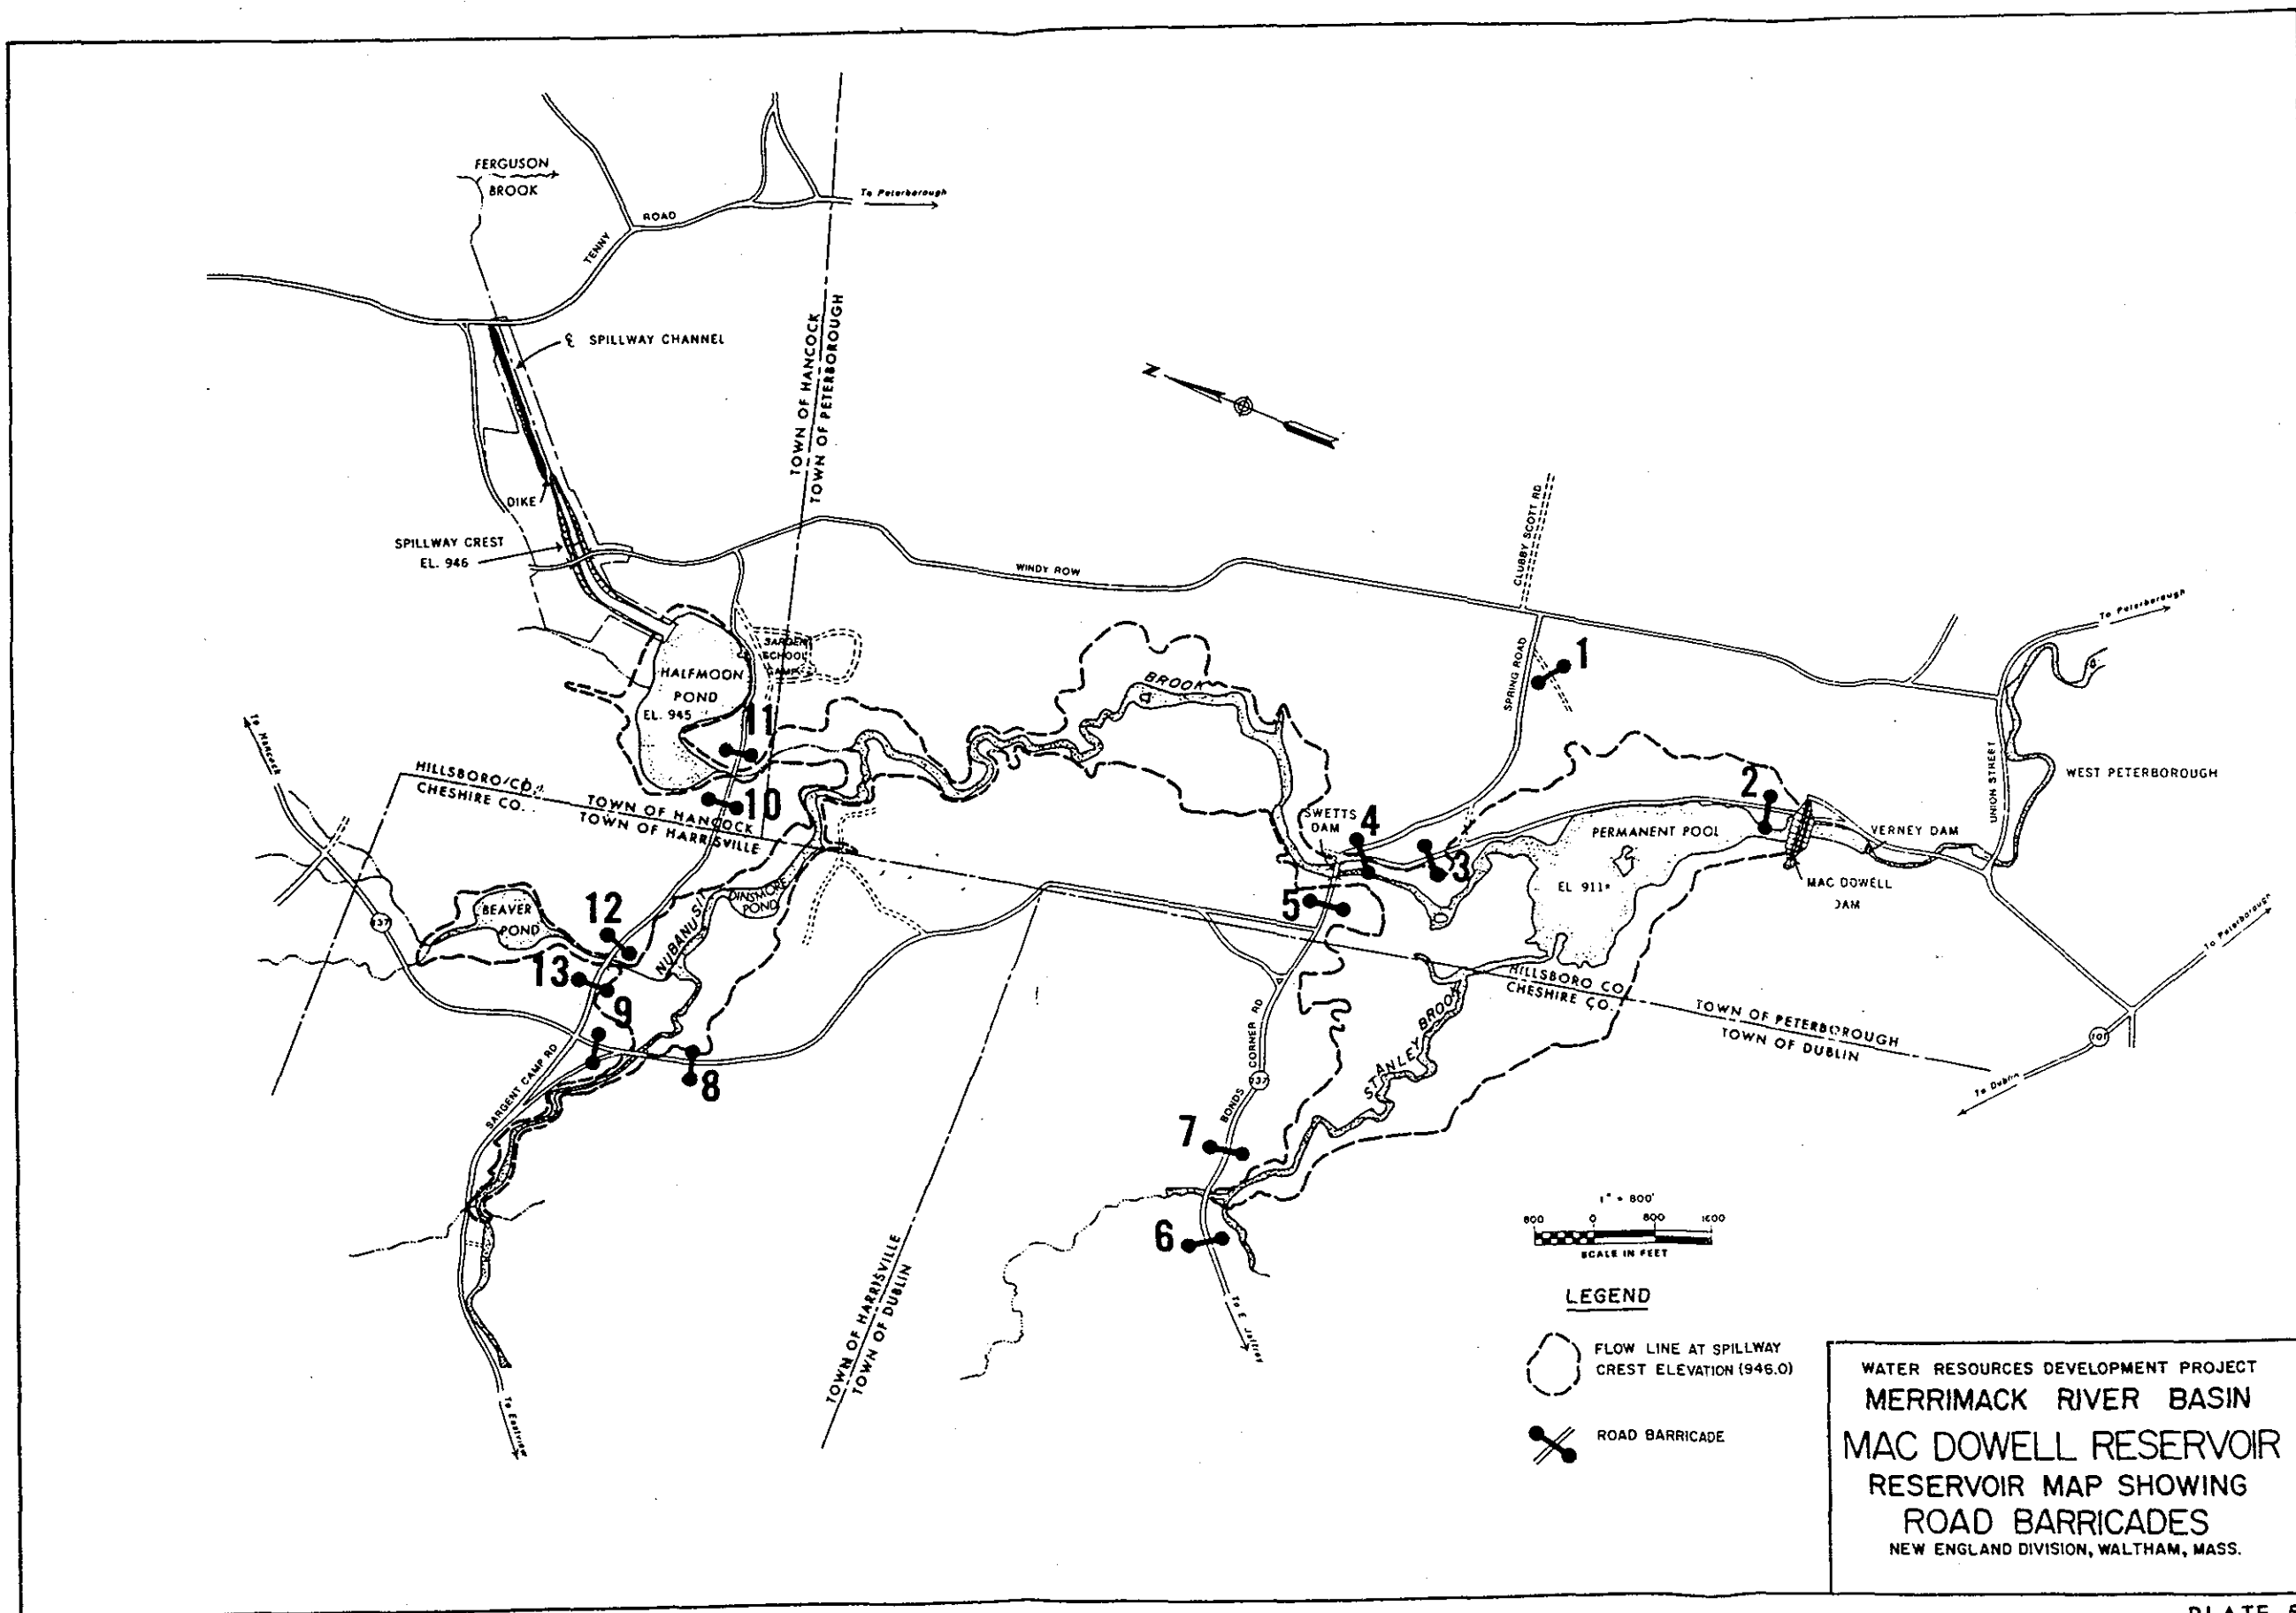 FERGUSON
BROOK
To Peterborough
ROAD
TENNY
℄ SPILLWAY CHANNEL
TOWN OF HANCOCK
TOWN OF PETERBOROUGH
N
DIKE
SPILLWAY CREST
EL. 946
WINDY ROW
CLUBBY SCOTT RD
To Peterborough
SARGENT
SCHOOL
CAMP
HALFMOON
POND
EL. 945
SPRING ROAD
1
BROOK
11
To Hancock
HILLSBORO CO.
CHESHIRE CO.
10
TOWN OF HANCOCK
TOWN OF HARRISVILLE
2
UNION STREET
WEST PETERBOROUGH
SWETTS
DAM
4
3
PERMANENT POOL
VERNEY DAM
EL 911±
MAC DOWELL
DAM
137
BEAVER
POND
12
DINSMORE
POND
NUBANUSIT
5
13
9
8
SARGENT CAMP RD
HILLSBORO CO.
CHESHIRE CO.
TOWN OF PETERBOROUGH
TOWN OF DUBLIN
To Peterborough
101
To Dublin
BONDS CORNER RD
137
STANLEY BROOK
7
6
To E. Jaffrey
TOWN OF HARRISVILLE
TOWN OF DUBLIN
To Eastview
1" = 800'
800 0 800 1600
SCALE IN FEET
LEGEND
FLOW LINE AT SPILLWAY
CREST ELEVATION (946.0)
ROAD BARRICADE
WATER RESOURCES DEVELOPMENT PROJECT
MERRIMACK RIVER BASIN
MAC DOWELL RESERVOIR
RESERVOIR MAP SHOWING
ROAD BARRICADES
NEW ENGLAND DIVISION, WALTHAM, MASS.
PLATE